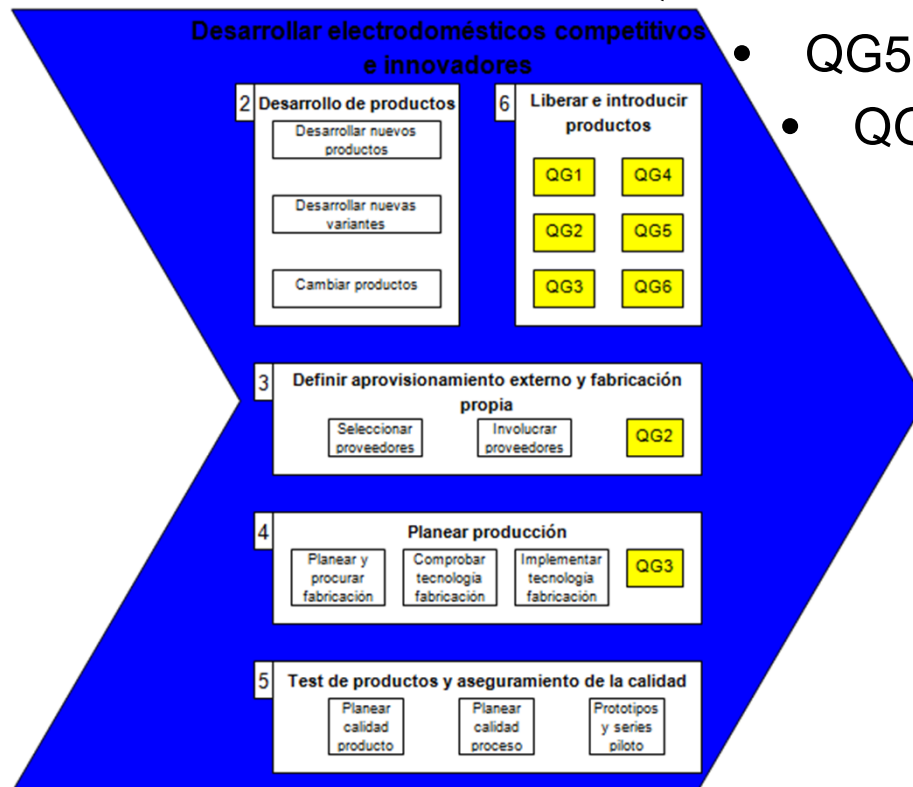 Desarrollar electrodomésticos competitivos
e innovadores
• QG5
•
2
Desarrollo de productos
Desarrollar nuevos
productos
Desarrollar nuevas
variantes
Cambiar productos
6
Liberar e introducir
productos
QG1
QG4
QG2
QG5
QG3
QG6
3
Definir aprovisionamiento externo y fabricación
propia
Seleccionar
proveedores
Involucrar
proveedores
QG2
4
Planear producción
Planear y
procurar
fabricación
Comprobar
tecnología
fabricación
Implementar
tecnología
fabricación
QG3
5
Test de productos y aseguramiento de la calidad
Planear
calidad
producto
Planear
calidad
proceso
Prototipos
y series
piloto